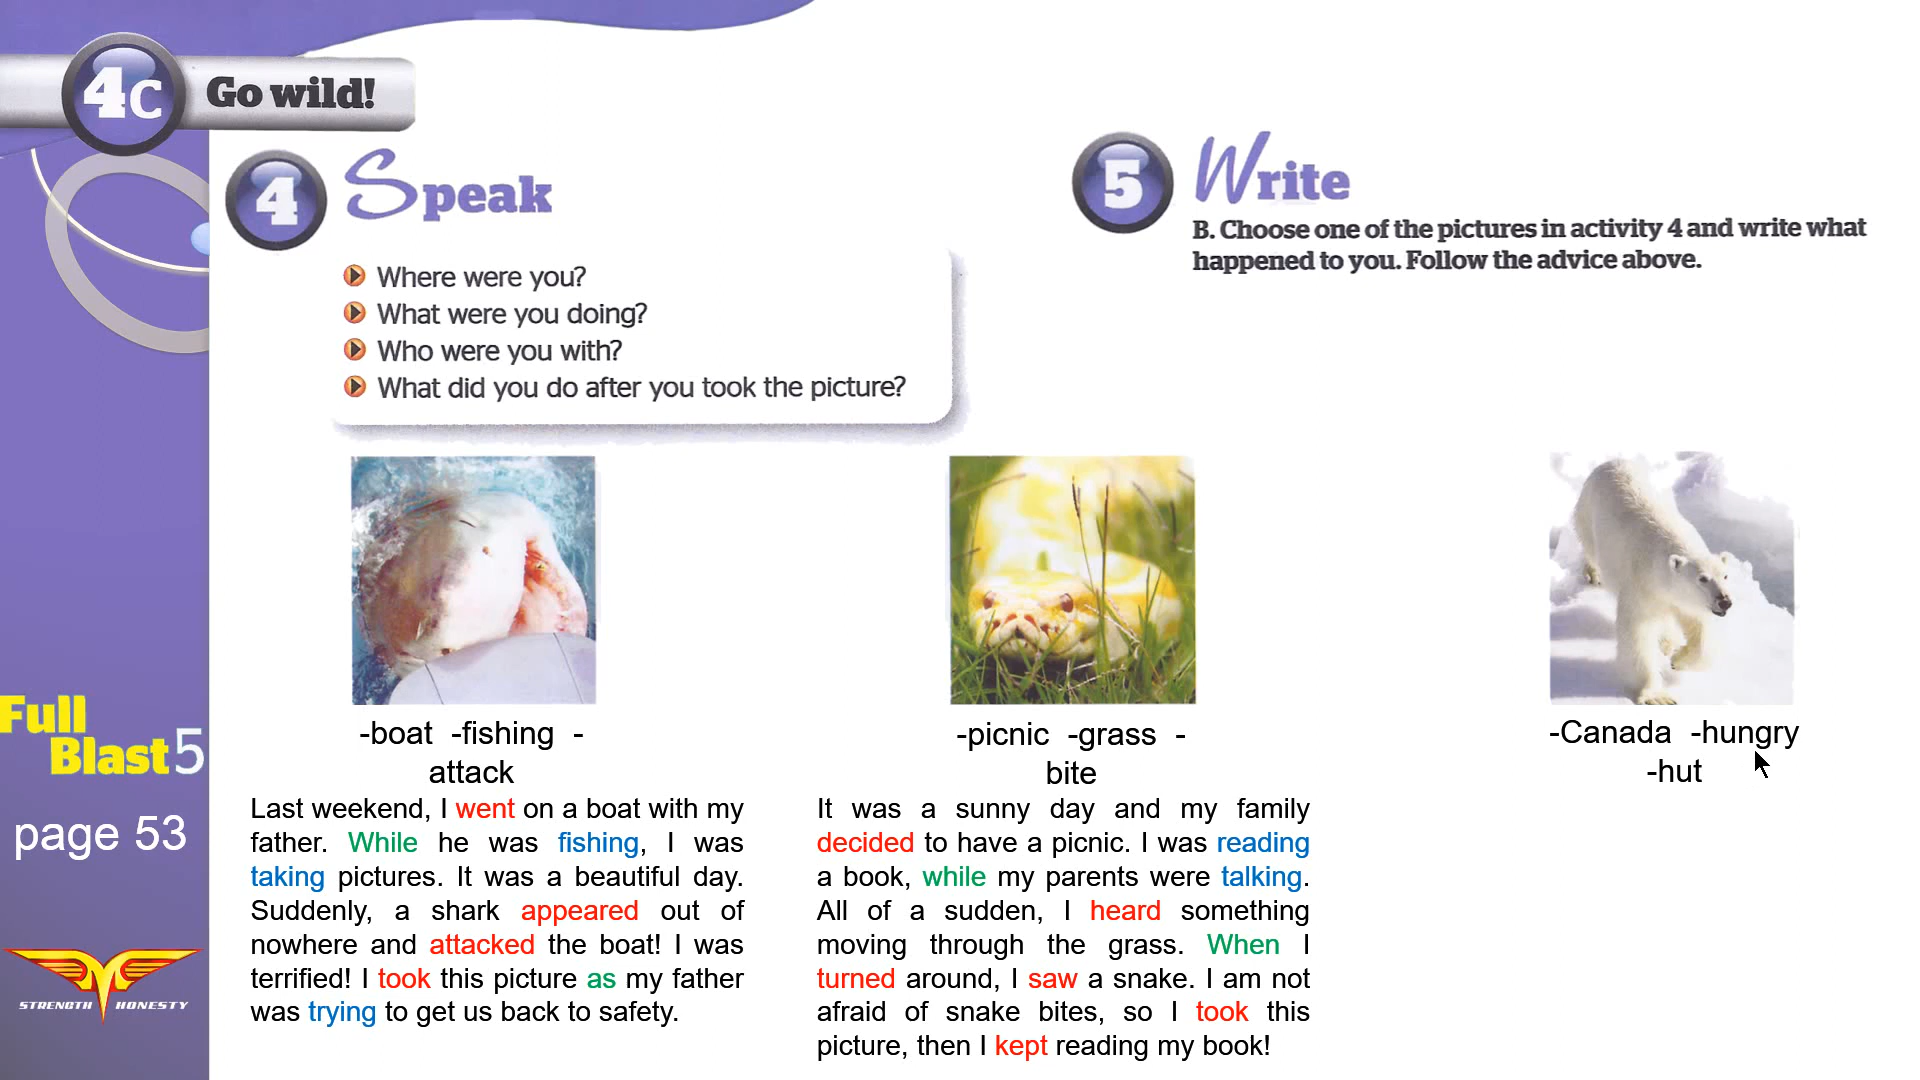 4C Go wild!
4 Speak
Where were you?
What were you doing?
Who were you with?
What did you do after you took the picture?
5 Write
B. Choose one of the pictures in activity 4 and write what
happened to you. Follow the advice above.
-boat -fishing -
attack
Last weekend, I went on a boat with my
father. While he was fishing, I was
taking pictures. It was a beautiful day.
Suddenly, a shark appeared out of
nowhere and attacked the boat! I was
terrified! I took this picture as my father
was trying to get us back to safety.
-picnic -grass -
bite
It was a sunny day and my family
decided to have a picnic. I was reading
a book, while my parents were talking.
All of a sudden, I heard something
moving through the grass. When I
turned around, I saw a snake. I am not
afraid of snake bites, so I took this
picture, then I kept reading my book!
-Canada -hungry
-hut
Full
Blast 5
page 53
STRENGTH HONESTY